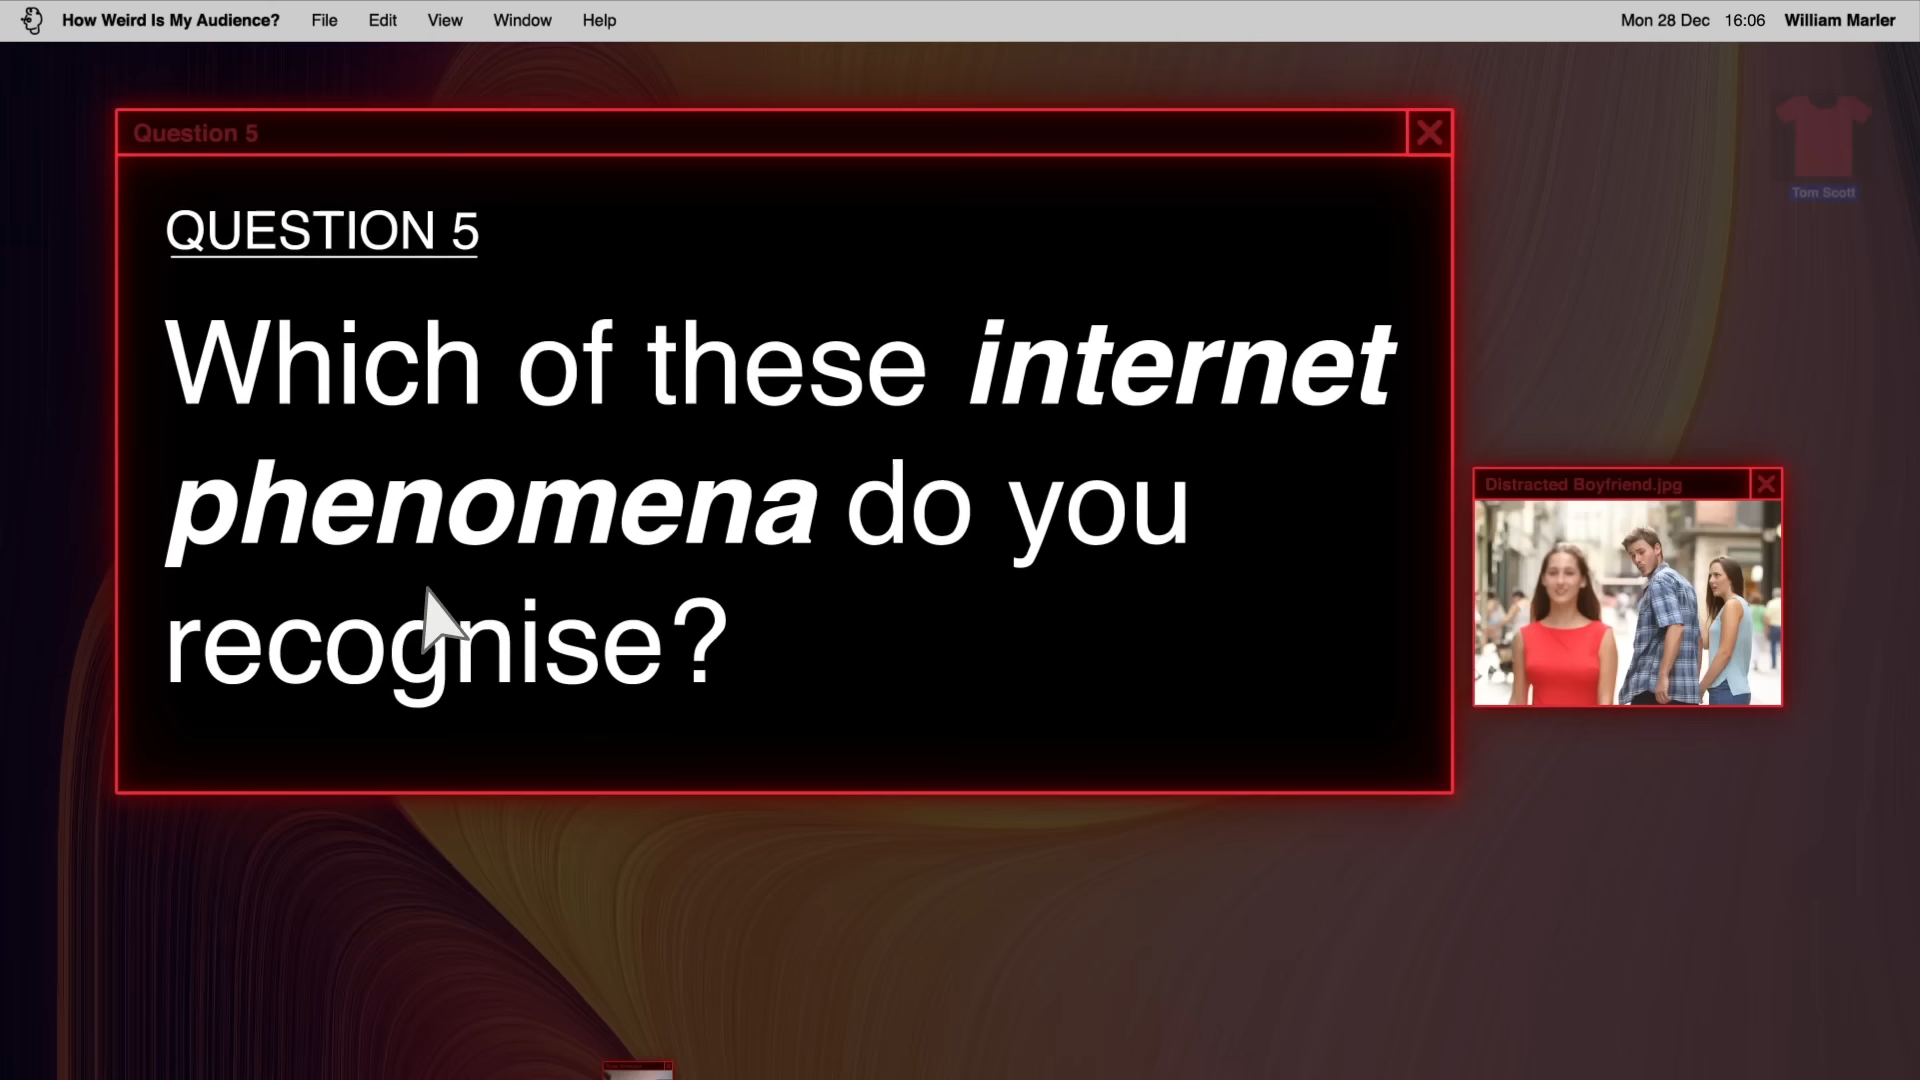 How Weird Is My Audience? File Edit View Window Help Mon 28 Dec 16:06 William Marler
Question 5
Tom Scott
QUESTION 5
Which of these internet
phenomena do you
recognise?
Distracted Boyfriend.jpg